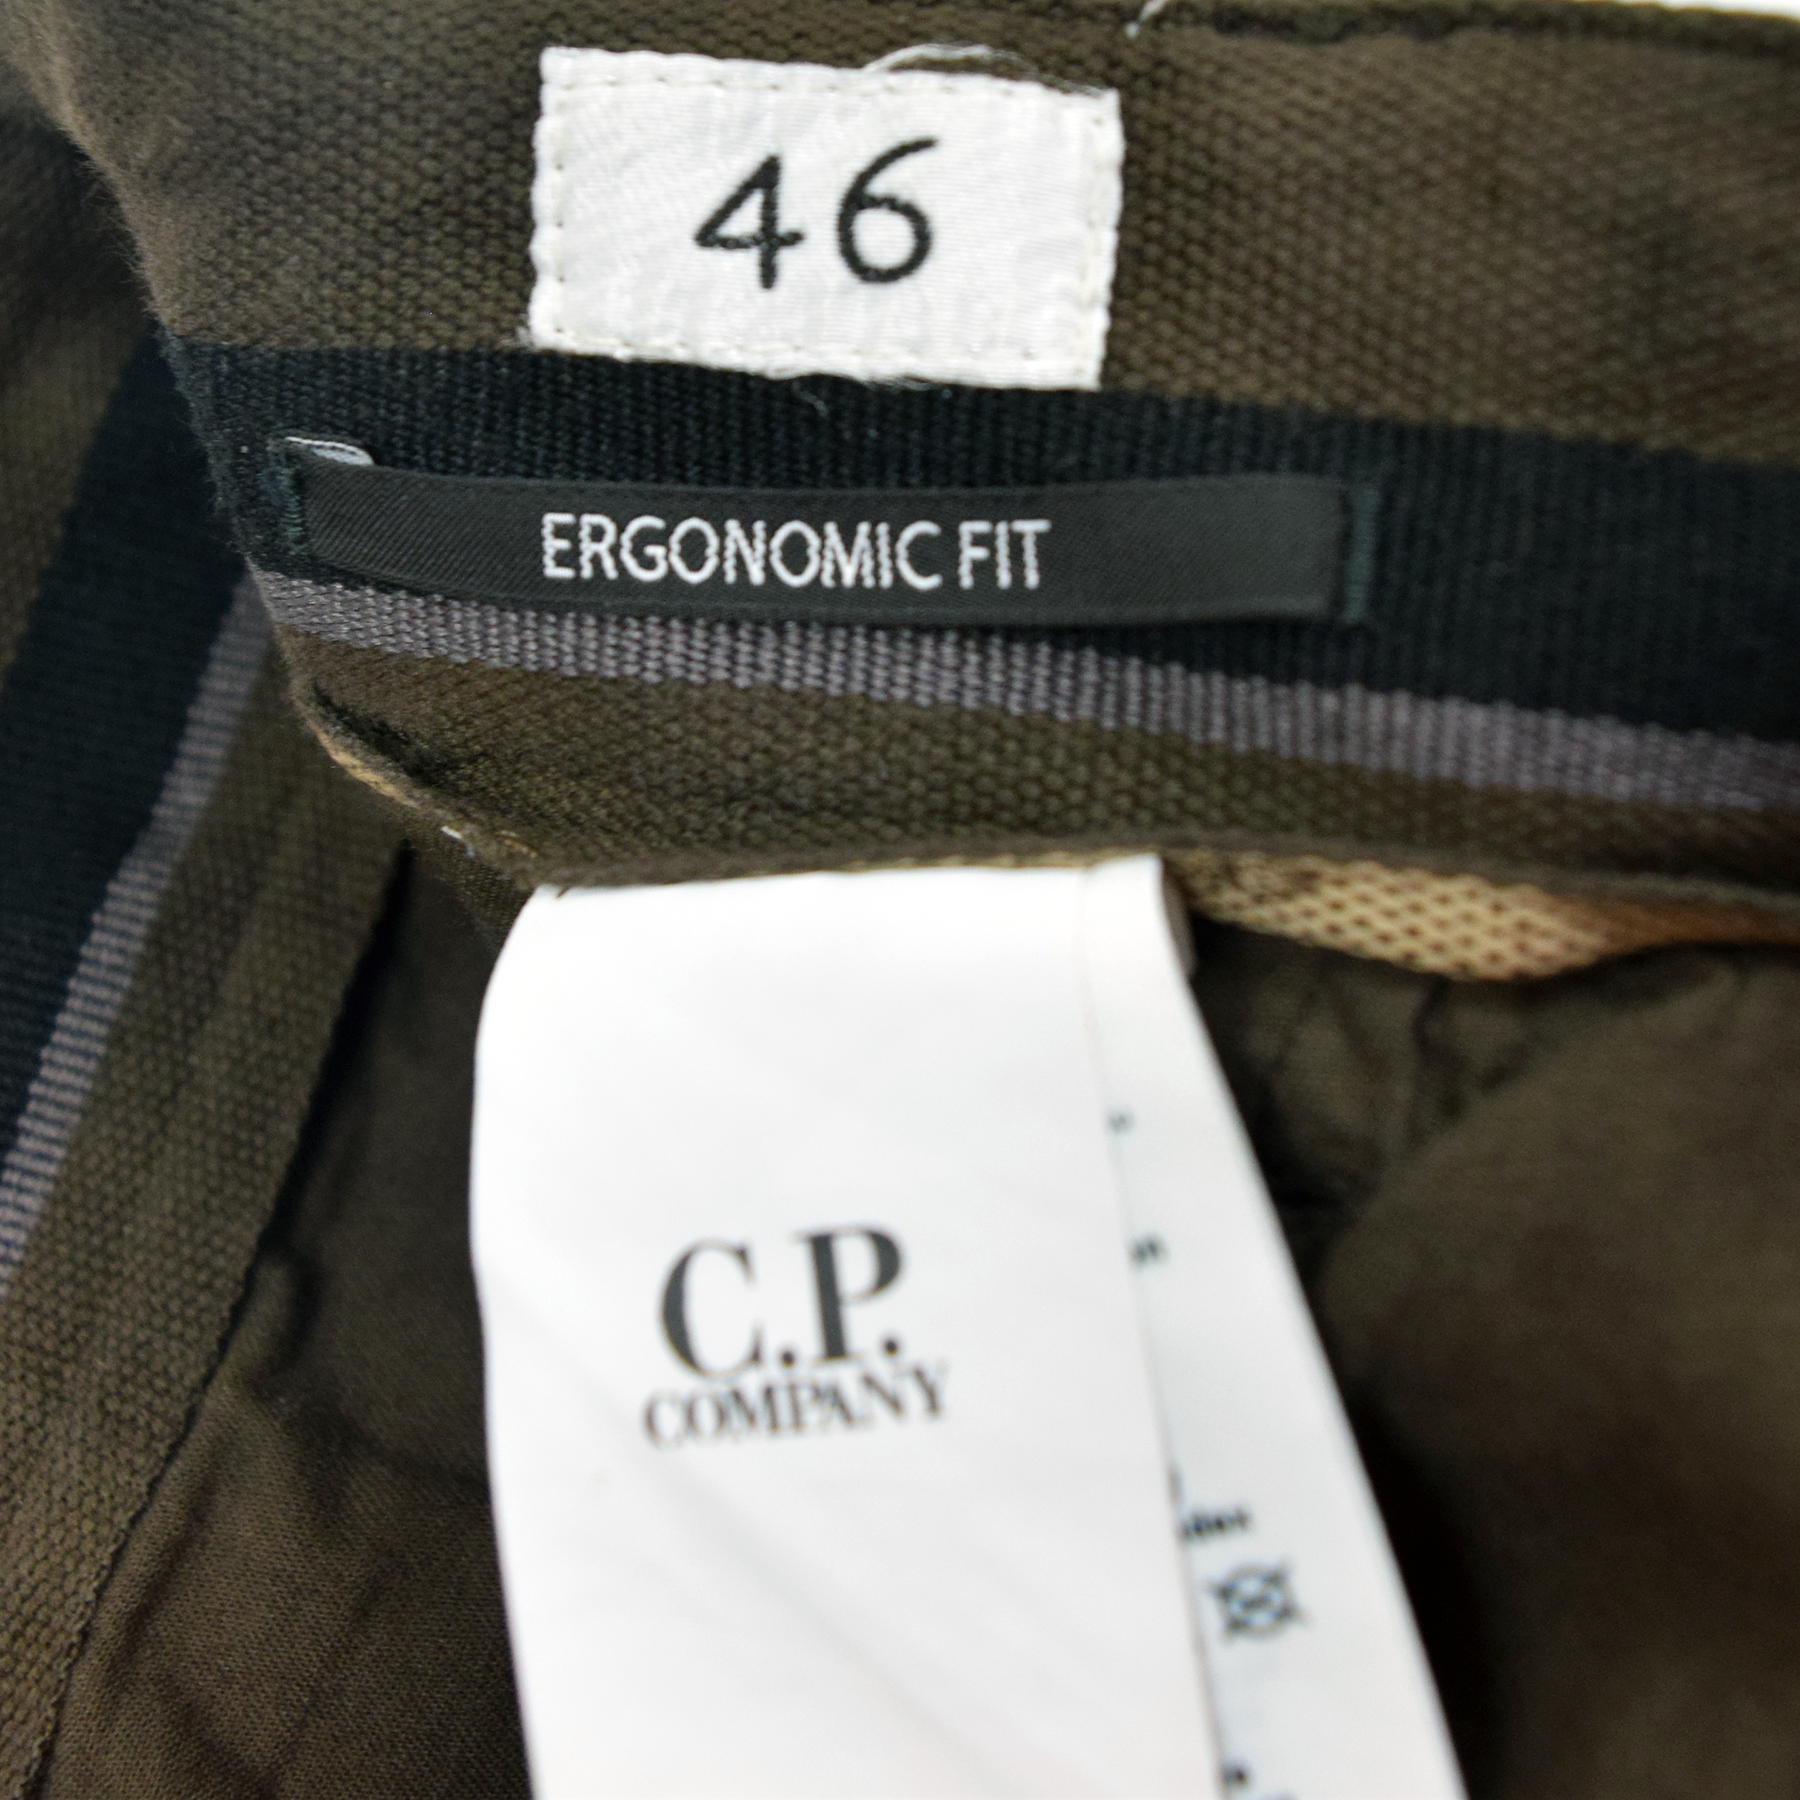 46
ERGONOMIC FIT
C.P.
COMPANY